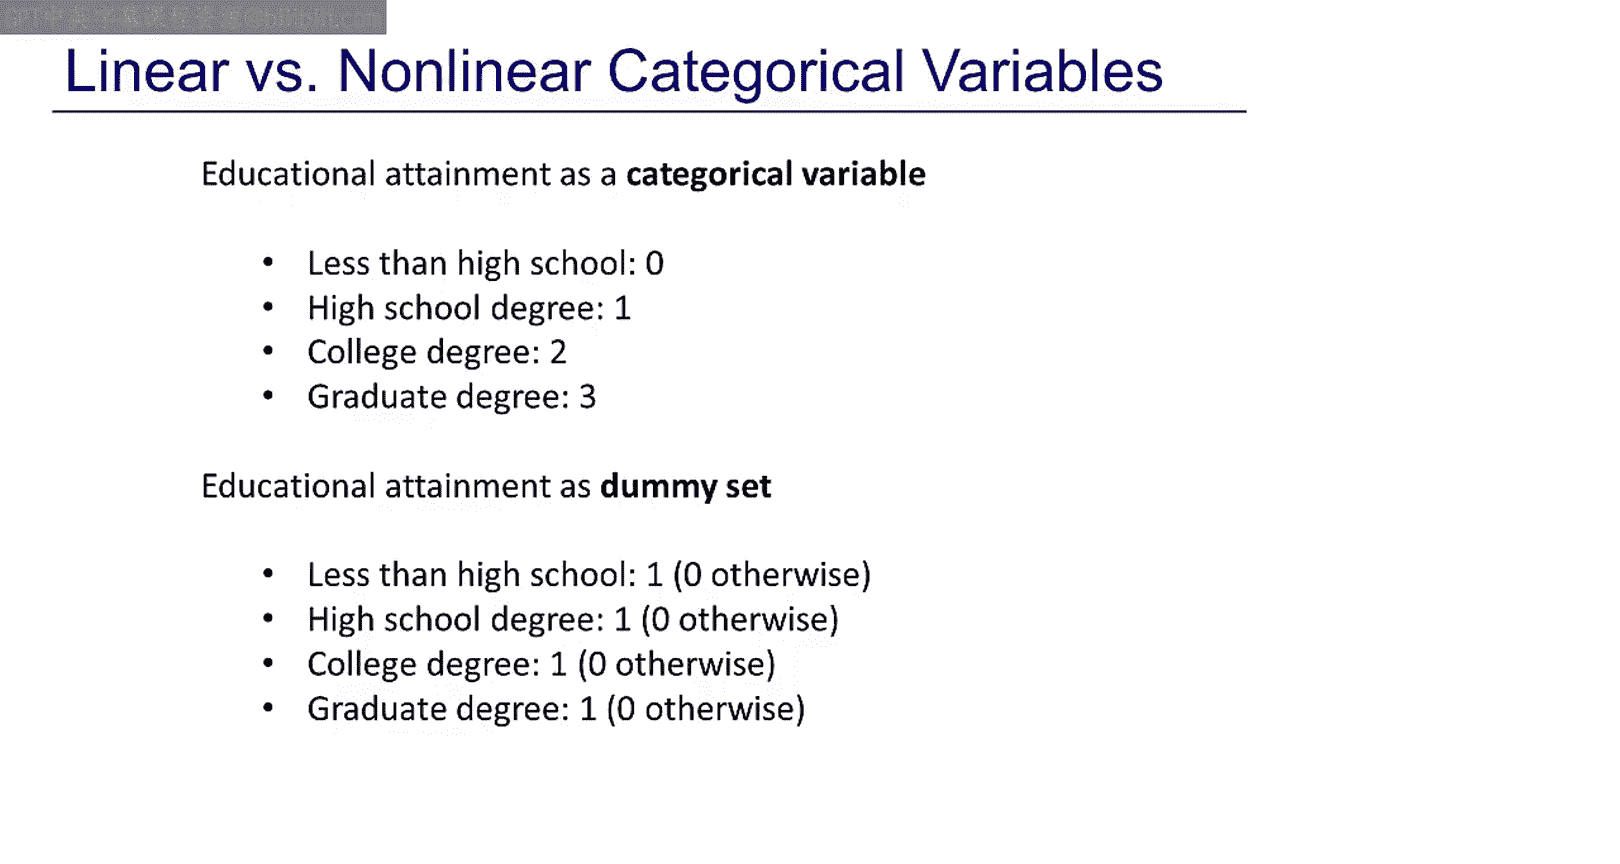 Linear vs. Nonlinear Categorical Variables
Educational attainment as a categorical variable
• Less than high school: 0
• High school degree: 1
• College degree: 2
• Graduate degree: 3
Educational attainment as dummy set
• Less than high school: 1 (0 otherwise)
• High school degree: 1 (0 otherwise)
• College degree: 1 (0 otherwise)
• Graduate degree: 1 (0 otherwise)